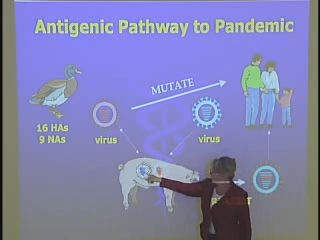 Antigenic Pathway to Pandemic
MUTATE
16 HAs
9 NAs
virus
virus